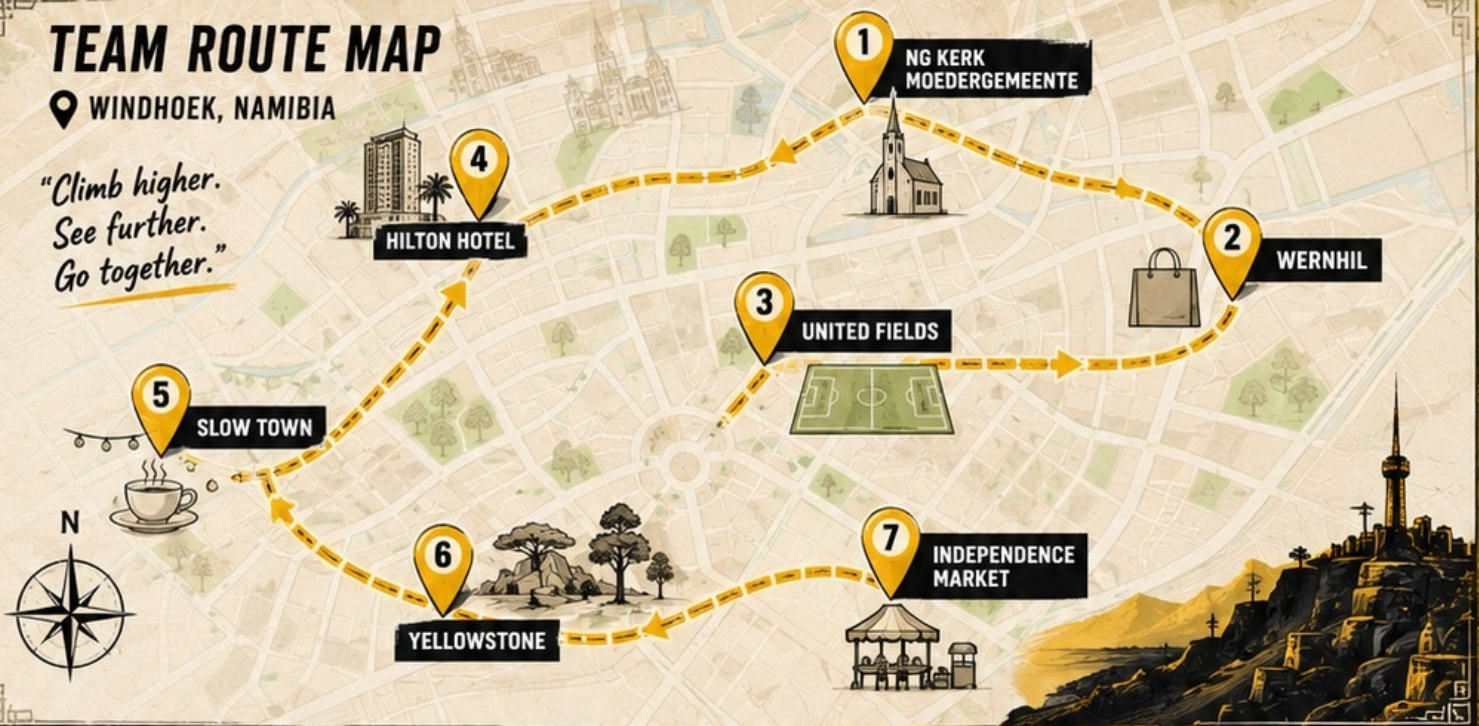 TEAM ROUTE MAP
WINDHOEK, NAMIBIA
“Climb higher.
See further.
Go together.”
1
NG KERK
MOEDERGEMEENTE
2
WERNHIL
3
UNITED FIELDS
4
HILTON HOTEL
5
SLOW TOWN
6
YELLOWSTONE
7
INDEPENDENCE
MARKET
N